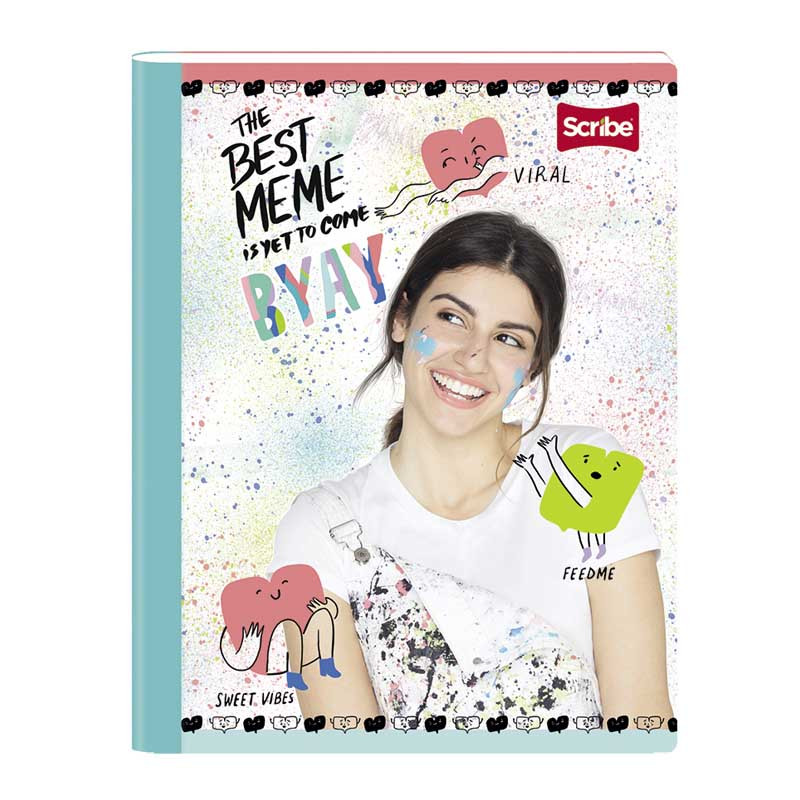 THE
BEST
MEME
iS YET TO COME
BYAY
Scribe
VIRAL
FEEDME
SWEET VIBES